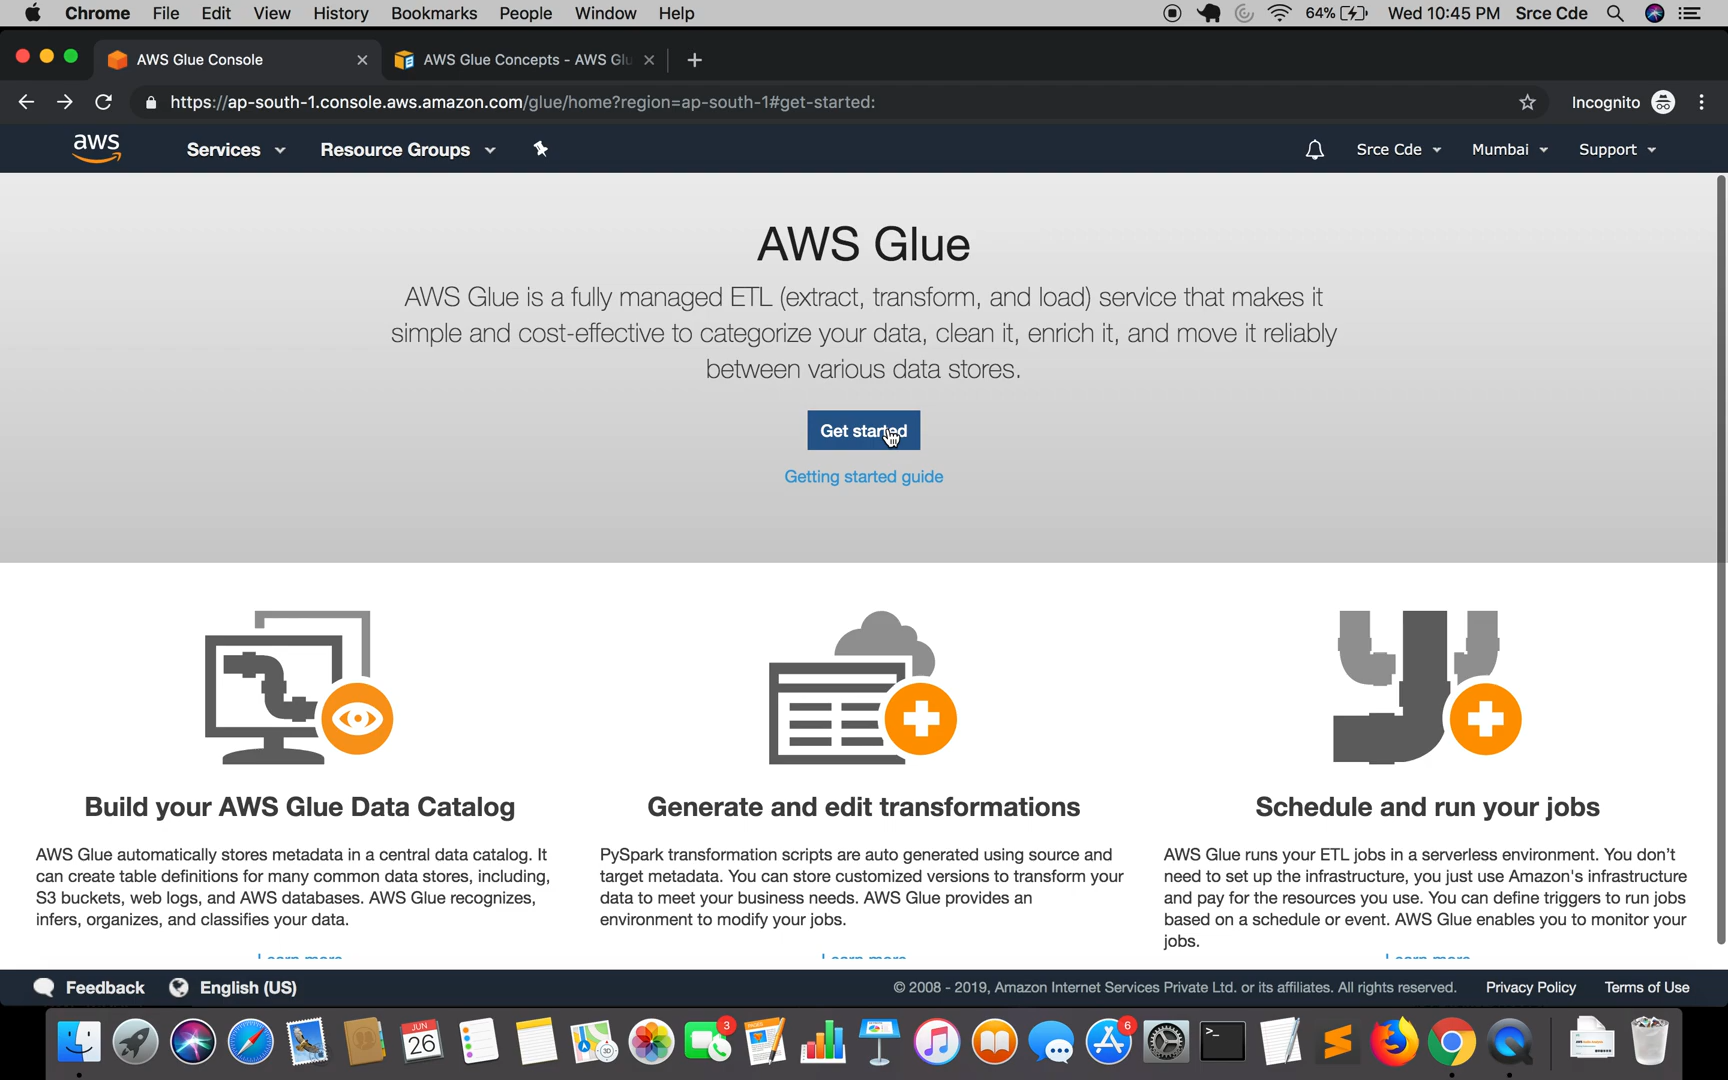 Chrome File Edit View History Bookmarks People Window Help 64% Wed 10:45 PM Srce Cde
AWS Glue Console AWS Glue Concepts - AWS Glu
https://ap-south-1.console.aws.amazon.com/glue/home?region=ap-south-1#get-started: Incognito
aws Services Resource Groups Srce Cde Mumbai Support
AWS Glue
AWS Glue is a fully managed ETL (extract, transform, and load) service that makes it
simple and cost-effective to categorize your data, clean it, enrich it, and move it reliably
between various data stores.
Get started
Getting started guide
Build your AWS Glue Data Catalog
AWS Glue automatically stores metadata in a central data catalog. It
can create table definitions for many common data stores, including,
S3 buckets, web logs, and AWS databases. AWS Glue recognizes,
infers, organizes, and classifies your data.
Learn more
Generate and edit transformations
PySpark transformation scripts are auto generated using source and
target metadata. You can store customized versions to transform your
data to meet your business needs. AWS Glue provides an
environment to modify your jobs.
Learn more
Schedule and run your jobs
AWS Glue runs your ETL jobs in a serverless environment. You don't
need to set up the infrastructure, you just use Amazon's infrastructure
and pay for the resources you use. You can define triggers to run jobs
based on a schedule or event. AWS Glue enables you to monitor your
jobs.
Learn more
Feedback English (US) © 2008 - 2019, Amazon Internet Services Private Ltd. or its affiliates. All rights reserved. Privacy Policy Terms of Use
JUN
26
3
6